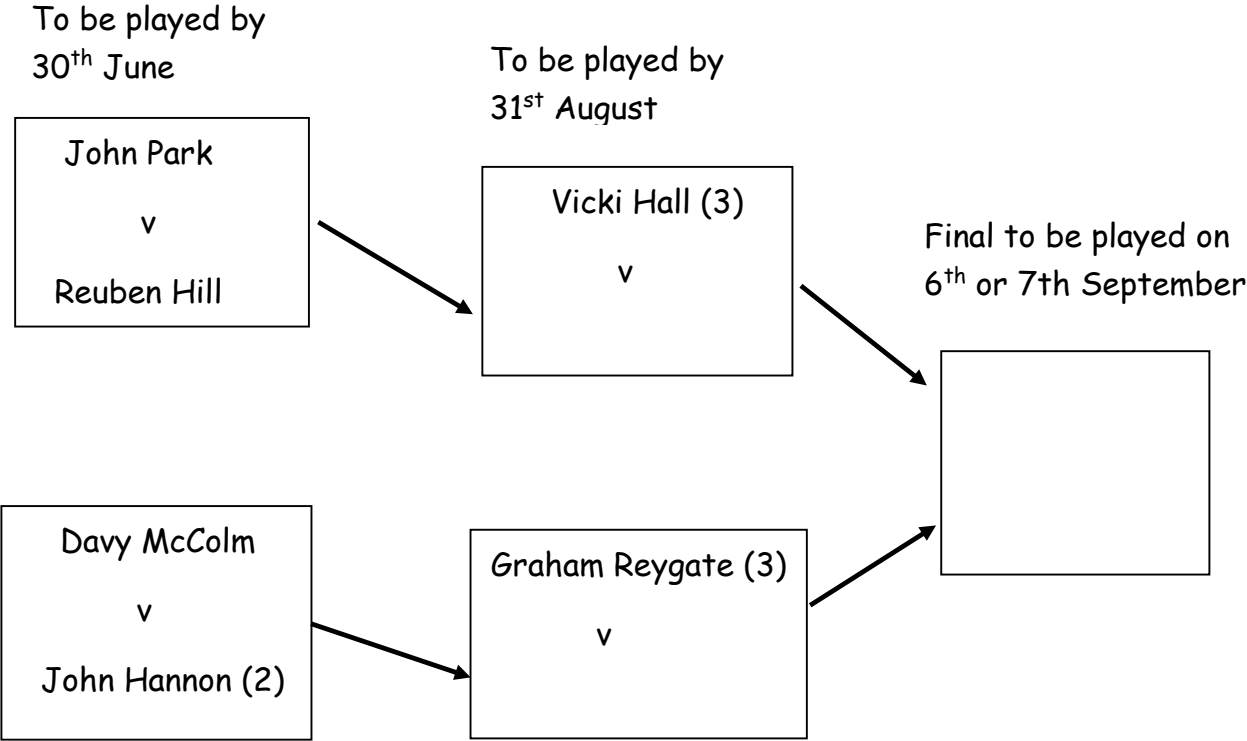 To be played by
30th June
John Park
v
Reuben Hill
Davy McColm
v
John Hannon (2)
To be played by
31st August
Vicki Hall (3)
v
Graham Reygate (3)
v
Final to be played on
6th or 7th September